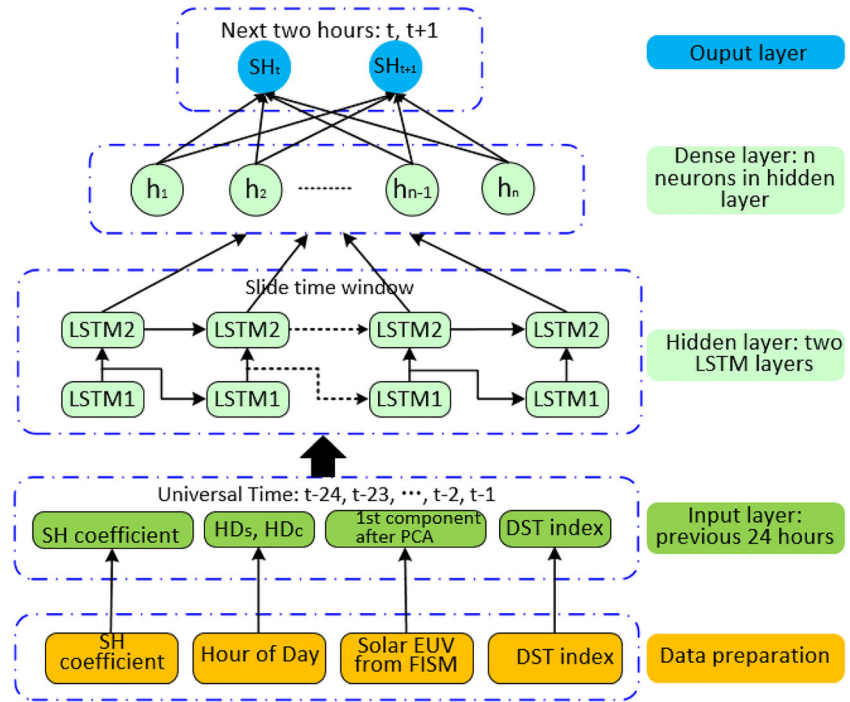 Next two hours: t, t+1
SHt
SHt+1
Ouput layer
h1
h2
hn-1
hn
Dense layer: n
neurons in hidden
layer
Slide time window
LSTM2
LSTM2
LSTM2
LSTM2
LSTM1
LSTM1
LSTM1
LSTM1
Hidden layer: two
LSTM layers
Universal Time: t-24, t-23, ···, t-2, t-1
SH coefficient
HDs, HDc
1st component
after PCA
DST index
Input layer:
previous 24 hours
SH
coefficient
Hour of Day
Solar EUV
from FISM
DST index
Data preparation